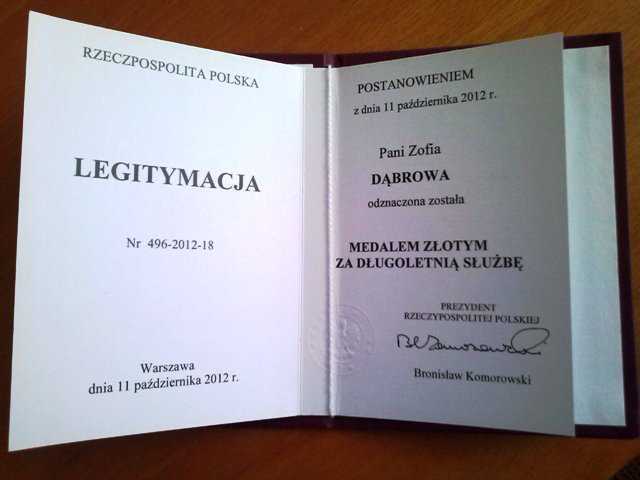 RZECZPOSPOLITA POLSKA
LEGITYMACJA
Nr 496-2012-18
Warszawa
dnia 11 października 2012 r.
POSTANOWIENIEM
z dnia 11 października 2012 r.
Pani Zofia
DĄBROWA
odznaczona została
MEDALEM ZŁOTYM
ZA DŁUGOLETNIĄ SŁUŻBĘ
PREZYDENT
RZECZYPOSPOLITEJ POLSKIEJ
Bronisław Komorowski